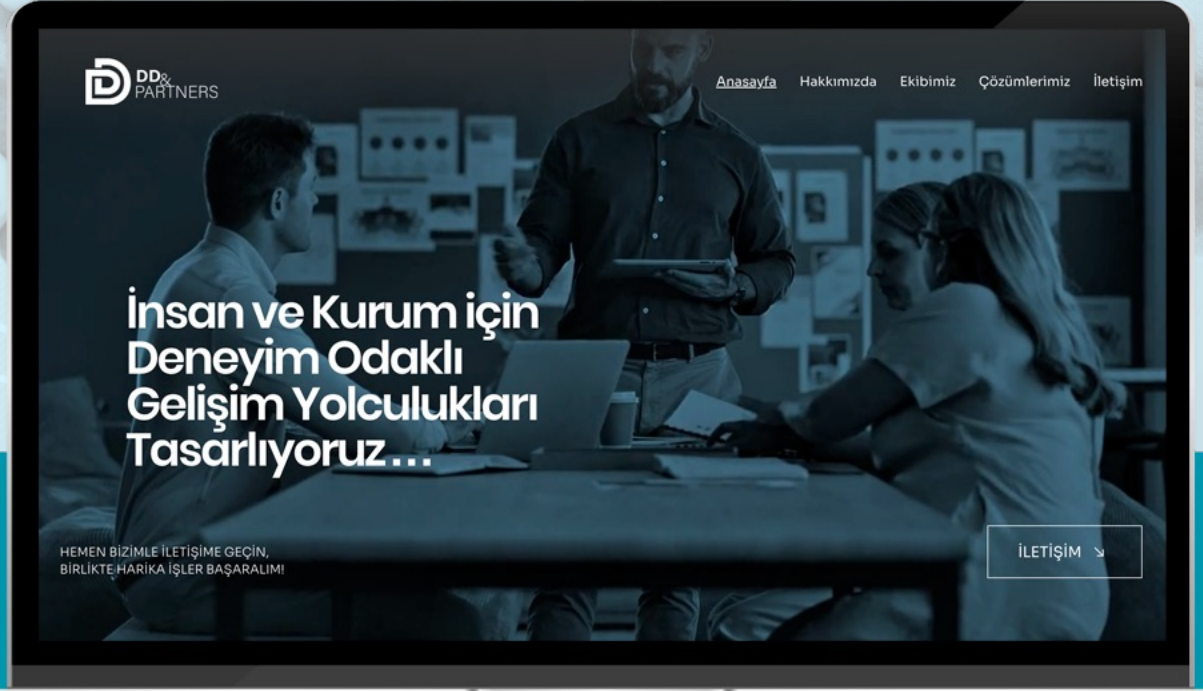 DD&
PARTNERS
Anasayfa Hakkımızda Ekibimiz Çözümlerimiz İletişim
İnsan ve Kurum için
Deneyim Odaklı
Gelişim Yolculukları
Tasarlıyoruz...
HEMEN BİZİMLE İLETİŞİME GEÇİN,
BİRLİKTE HARİKA İŞLER BAŞARALIM!
İLETİŞİM